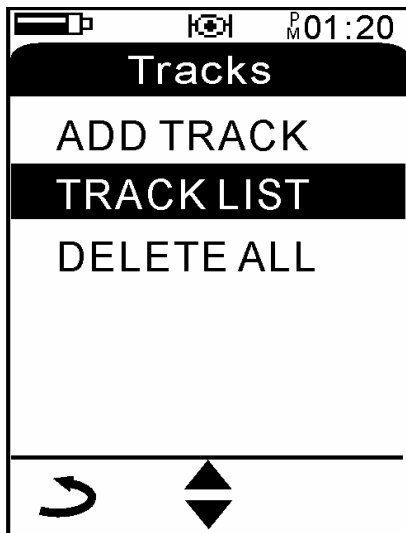 PM 01:20
Tracks
ADD TRACK
TRACK LIST
DELETE ALL